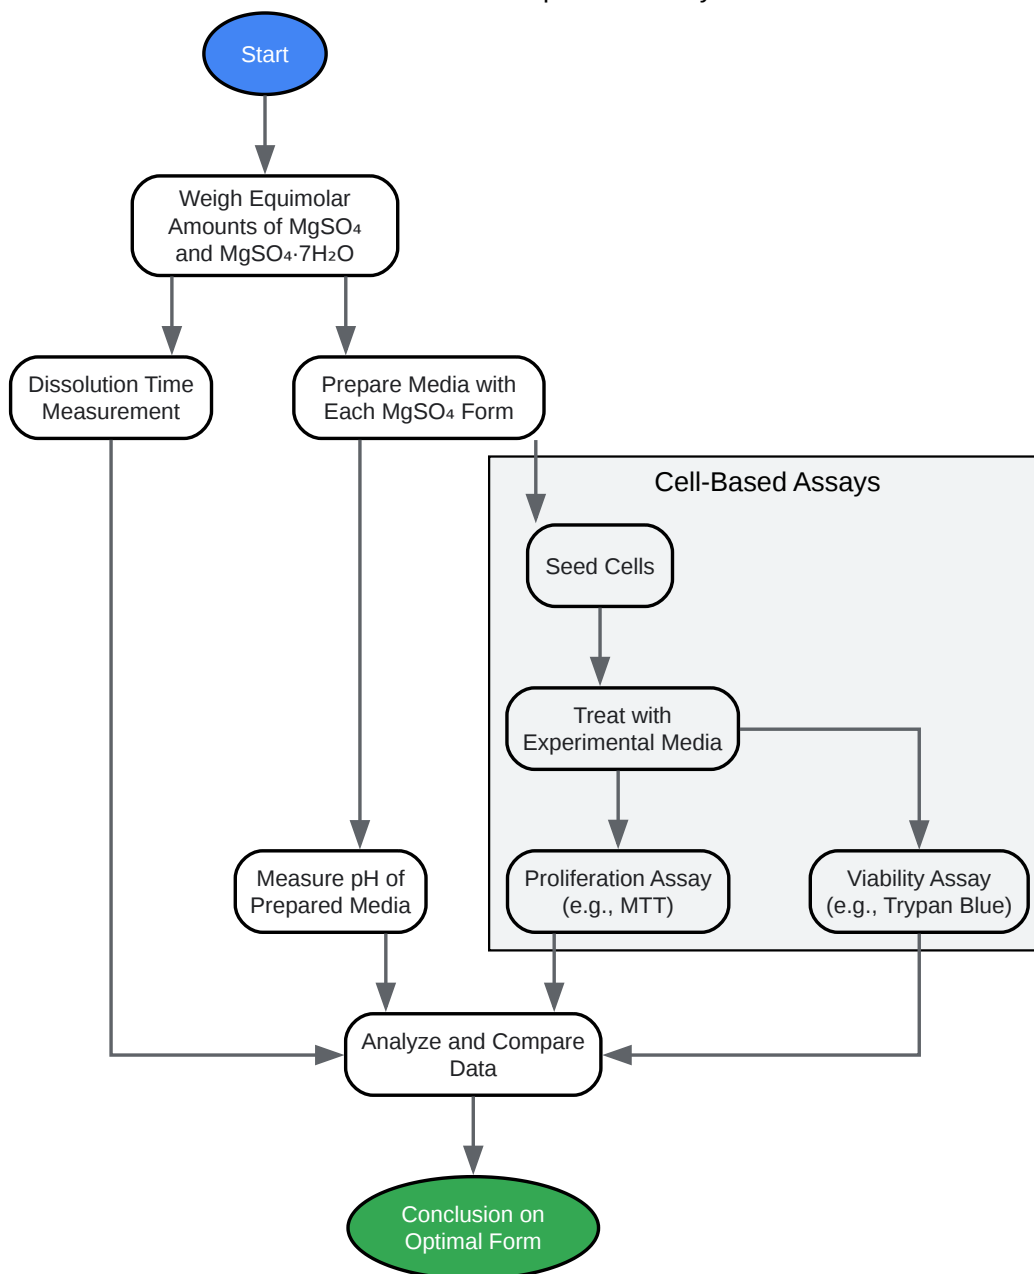 Start
Weigh Equimolar
Amounts of MgSO₄
and MgSO₄·7H₂O
Dissolution Time
Measurement
Prepare Media with
Each MgSO₄ Form
Cell-Based Assays
Seed Cells
Treat with
Experimental Media
Measure pH of
Prepared Media
Proliferation Assay
(e.g., MTT)
Viability Assay
(e.g., Trypan Blue)
Analyze and Compare
Data
Conclusion on
Optimal Form